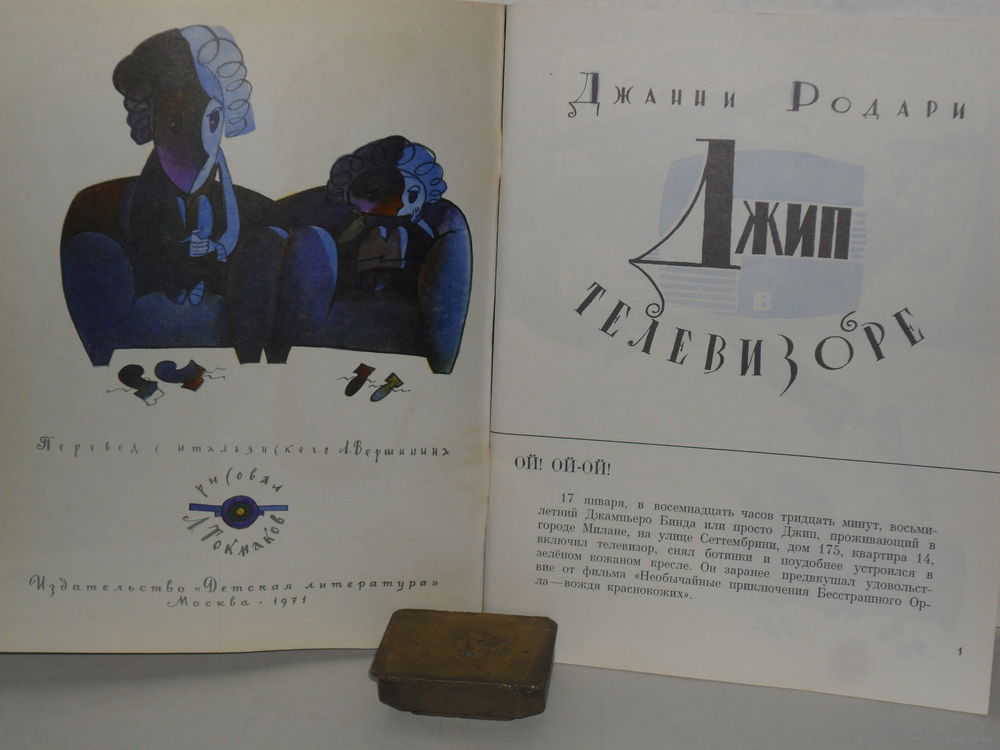 Перевод с итальянского Л. Вершинина
рисовал
Л. Токмаков
Издательство «Детская литература»
Москва · 1971
Джанни Родари
Джип
в
телевизоре
ОЙ! ОЙ-ОЙ!
17 января, в восемнадцать часов тридцать минут, восьми-
летний Джамперо Бинда или просто Джип, проживающий в
городе Милане, на улице Сеттембрини, дом 175, квартира 14,
включил телевизор, снял ботинки и поудобнее устроился в
зелёном кожаном кресле. Он заранее предвкушал удовольст-
вие от фильма «Необычайные приключения Бесстрашного Ор-
ла — вождя краснокожих».
1